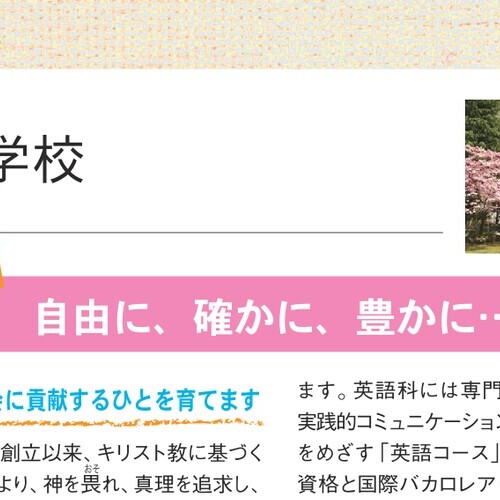 学校
自由に、確かに、豊かに…
に貢献するひとを育てます
創立以来、キリスト教に基づく
より、神を畏れ、真理を追求し、
おそ
ます。英語科には専門
実践的コミュニケーション
をめざす「英語コース」
資格と国際バカロレア